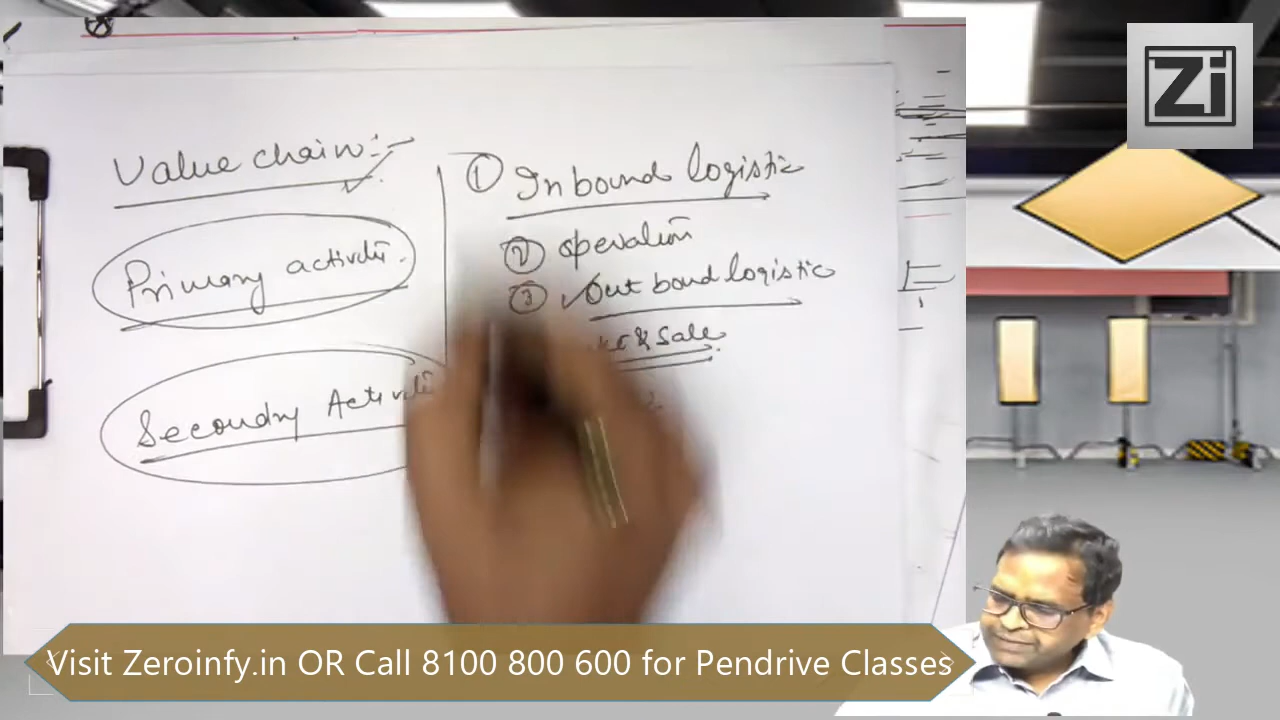 Value chain :-
Primary activiti.
Secondry Activiti
① Inbound logistic
② operation
③ Out bound logistic
& Sale
Zi
Visit Zeroinfy.in OR Call 8100 800 600 for Pendrive Classes